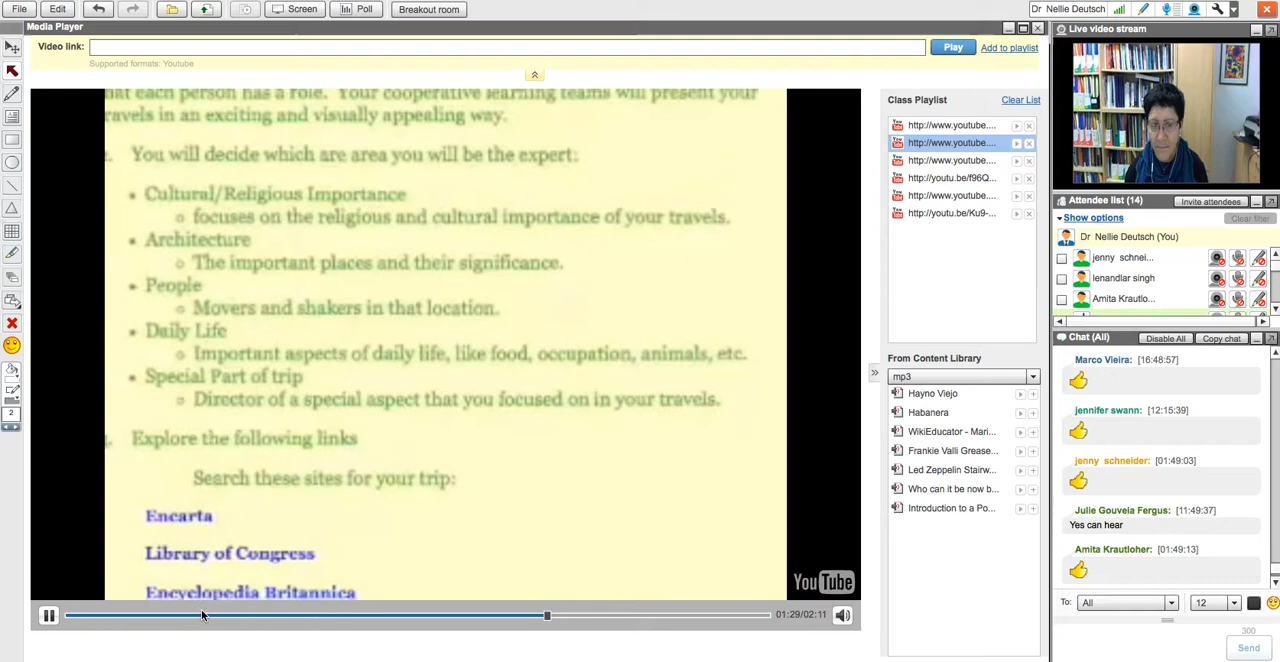 File Edit Screen Poll Breakout room Dr Nellie Deutsch
Media Player
Video link: Play Add to playlist
Supported formats: Youtube
that each person has a role. Your cooperative learning teams will present your
travels in an exciting and visually appealing way.
You will decide which are area you will be the expert:
Cultural/Religious Importance
focuses on the religious and cultural importance of your travels.
Architecture
The important places and their significance.
People
Movers and shakers in that location.
Daily Life
Important aspects of daily life, like food, occupation, animals, etc.
Special Part of trip
Director of a special aspect that you focused on in your travels.
Explore the following links
Search these sites for your trip:
Encarta
Library of Congress
Encyclopedia Britannica
YouTube
01:29/02:11
2
Class Playlist Clear List
http://www.youtube....
http://www.youtube....
http://www.youtube....
http://youtu.be/f96Q...
http://www.youtube....
http://youtu.be/Ku9-...
From Content Library
mp3
Hayno Viejo
Habanera
WikiEducator - Mari...
Frankie Valli Grease...
Led Zeppelin Stairw...
Who can it be now b...
Introduction to a Po...
Live video stream
Attendee list (14) Invite attendees
Show options Clear filter
Dr Nellie Deutsch (You)
jenny schnei...
lenandlar singh
Amita Krautlo...
Chat (All) Disable All Copy chat
Marco Vieira: [16:48:57]
jennifer swann: [12:15:39]
jenny schneider: [01:49:03]
Julie Gouveia Fergus: [11:49:37]
Yes can hear
Amita Krautloher: [01:49:13]
To: All 12
300
Send